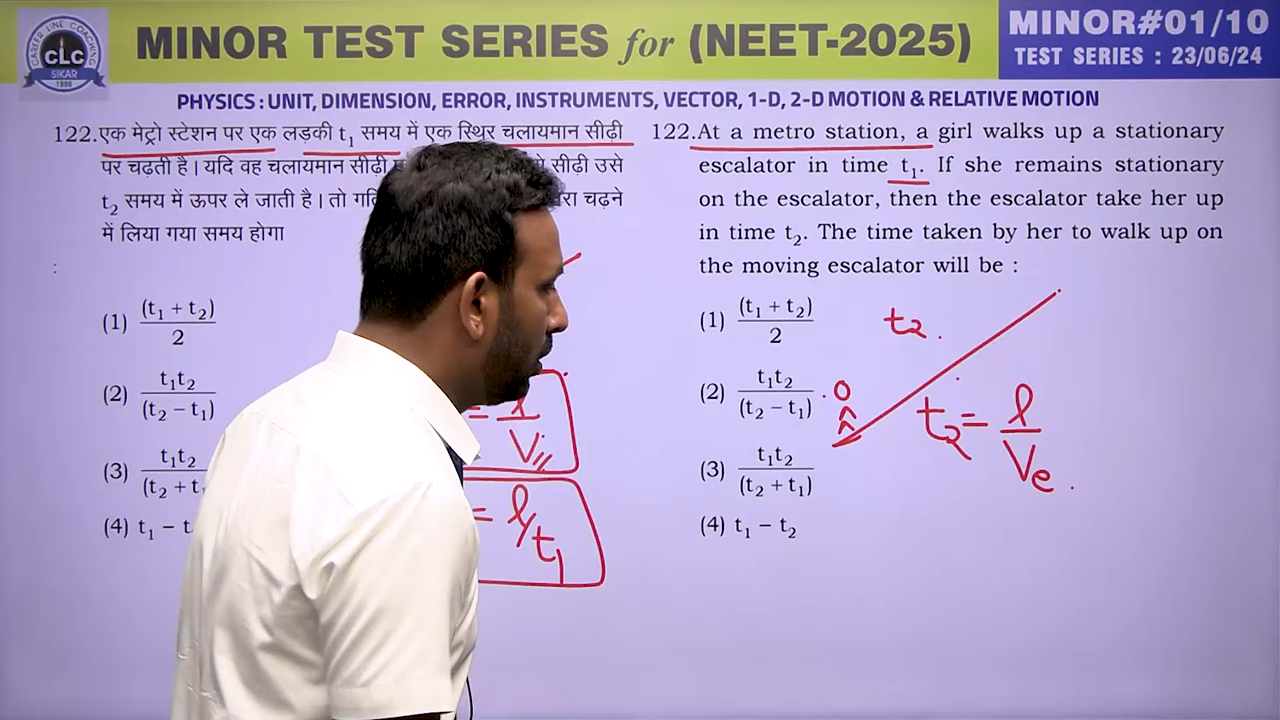 CAREER LINE COACHING
CLC
SIKAR
1996
MINOR TEST SERIES for (NEET-2025)
MINOR#01/10
TEST SERIES : 23/06/24
PHYSICS : UNIT, DIMENSION, ERROR, INSTRUMENTS, VECTOR, 1-D, 2-D MOTION & RELATIVE MOTION
122.एक मेट्रो स्टेशन पर एक लड़की t₁ समय में एक स्थिर चलायमान सीढ़ी
पर चढ़ती है। यदि वह चलायमान सीढ़ी सीढ़ी उसे
t₂ समय में ऊपर ले जाती है। तो चढ़ने
में लिया गया समय होगा
:
(1) (t₁ + t₂)
2
(2) t₁t₂
(t₂ − t₁)
(3) t₁t₂
(t₂ +
(4) t₁ −
= l
V
= l/t₁
122.At a metro station, a girl walks up a stationary
escalator in time t₁. If she remains stationary
on the escalator, then the escalator take her up
in time t₂. The time taken by her to walk up on
the moving escalator will be :
(1) (t₁ + t₂)
2
(2) t₁t₂
(t₂ − t₁)
(3) t₁t₂
(t₂ + t₁)
(4) t₁ − t₂
t₂.
t₂ = l
Ve.